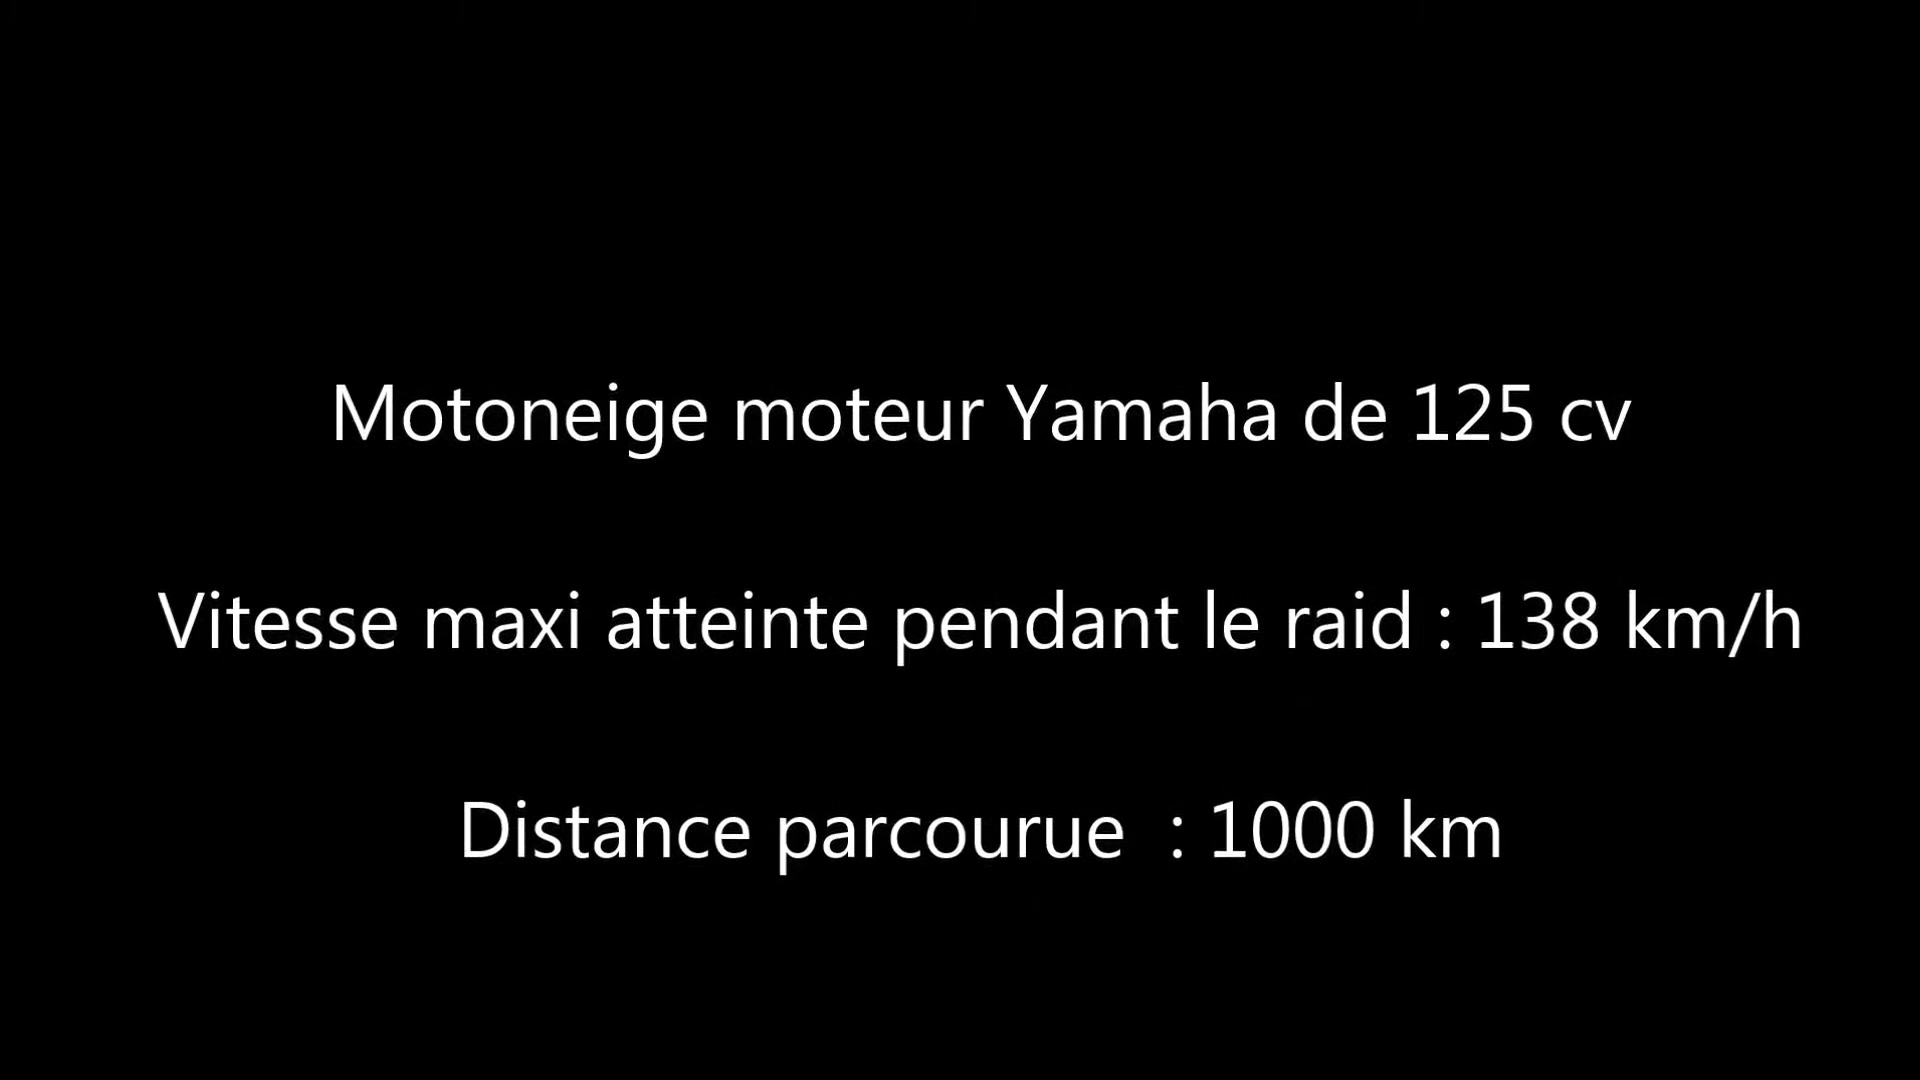 Motoneige moteur Yamaha de 125 cv
Vitesse maxi atteinte pendant le raid : 138 km/h
Distance parcourue  : 1000 km